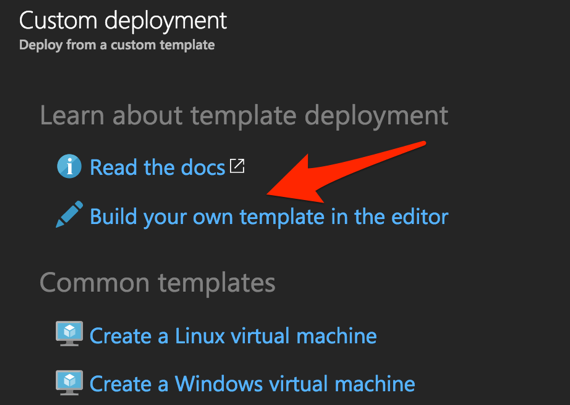 Custom deployment
Deploy from a custom template
Learn about template deployment
Read the docs
Build your own template in the editor
Common templates
Create a Linux virtual machine
Create a Windows virtual machine